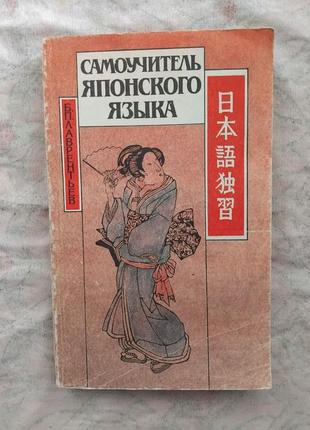 САМОУЧИТЕЛЬ
ЯПОНСКОГО
ЯЗЫКА
Б.П.ЛАВРЕНТЬЕВ
日本語独習